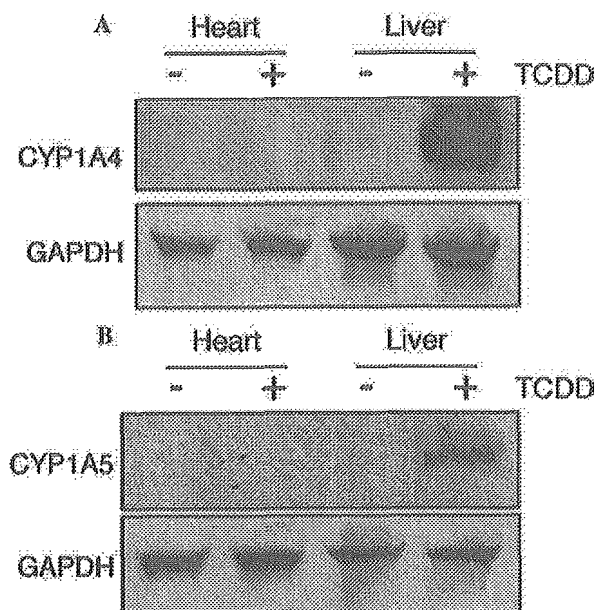 A
Heart Liver
- + - + TCDD
CYP1A4
GAPDH
B
Heart Liver
- + - + TCDD
CYP1A5
GAPDH